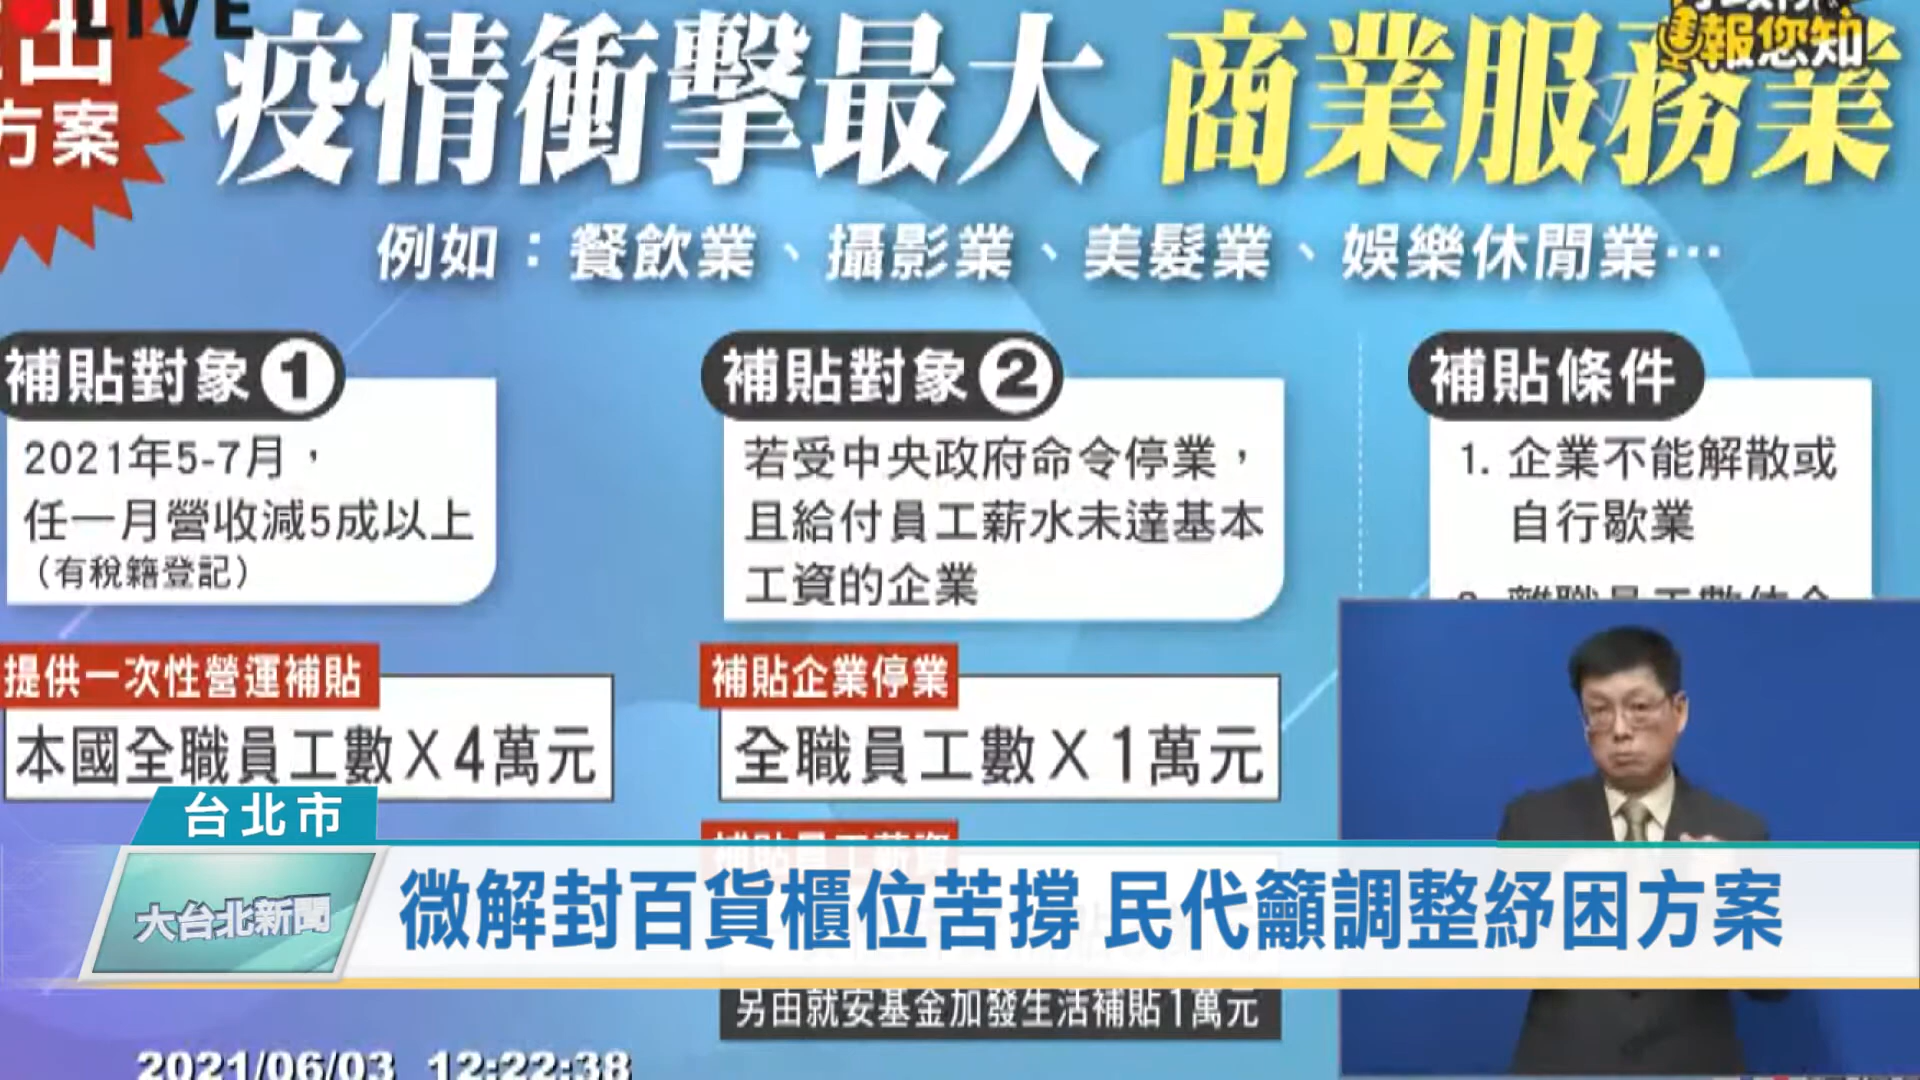 LIVE
出
方案
疫情衝擊最大 商業服務業
報您知
例如：餐飲業、攝影業、美髮業、娛樂休閒業…
補貼對象1
2021年5-7月，
任一月營收減5成以上
（有稅籍登記）
提供一次性營運補貼
本國全職員工數X4萬元
補貼對象2
若受中央政府命令停業，
且給付員工薪水未達基本
工資的企業
補貼企業停業
全職員工數X1萬元
補貼員工薪資
另由就安基金加發生活補貼1萬元
補貼條件
1. 企業不能解散或
自行歇業
台北市
大台北新聞
微解封百貨櫃位苦撐 民代籲調整紓困方案
2021/06/03 12:22:38